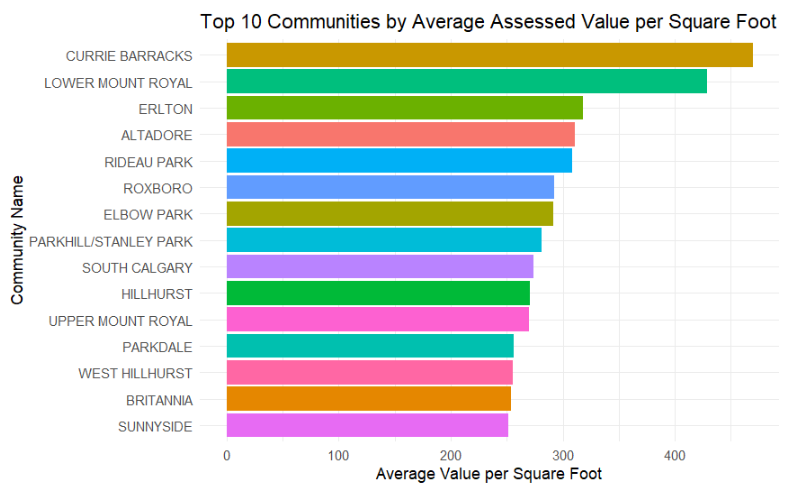 Top 10 Communities by Average Assessed Value per Square Foot
Community Name
CURRIE BARRACKS
LOWER MOUNT ROYAL
ERLTON
ALTADORE
RIDEAU PARK
ROXBORO
ELBOW PARK
PARKHILL/STANLEY PARK
SOUTH CALGARY
HILLHURST
UPPER MOUNT ROYAL
PARKDALE
WEST HILLHURST
BRITANNIA
SUNNYSIDE
0 100 200 300 400
Average Value per Square Foot